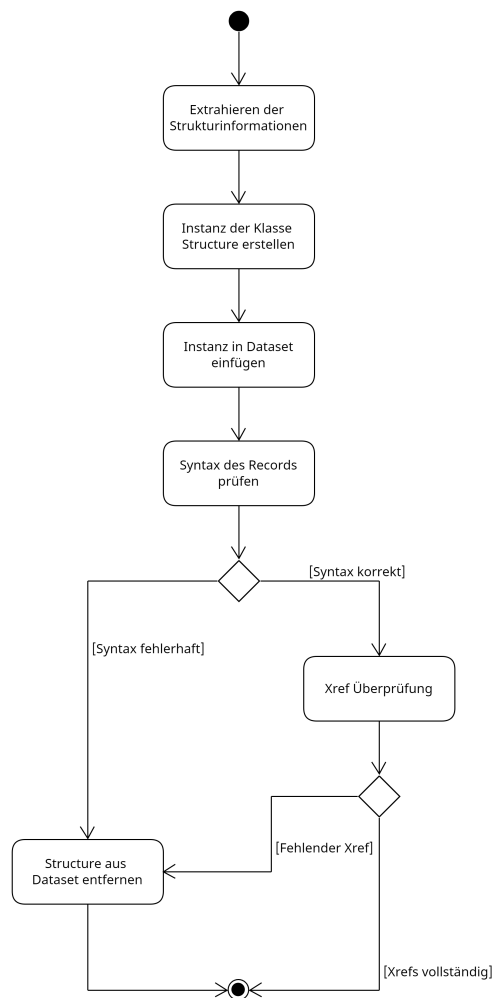 Extrahieren der
Strukturinformationen
Instanz der Klasse
Structure erstellen
Instanz in Dataset
einfügen
Syntax des Records
prüfen
[Syntax korrekt]
[Syntax fehlerhaft]
Xref Überprüfung
[Fehlender Xref]
Structure aus
Dataset entfernen
[Xrefs vollständig]